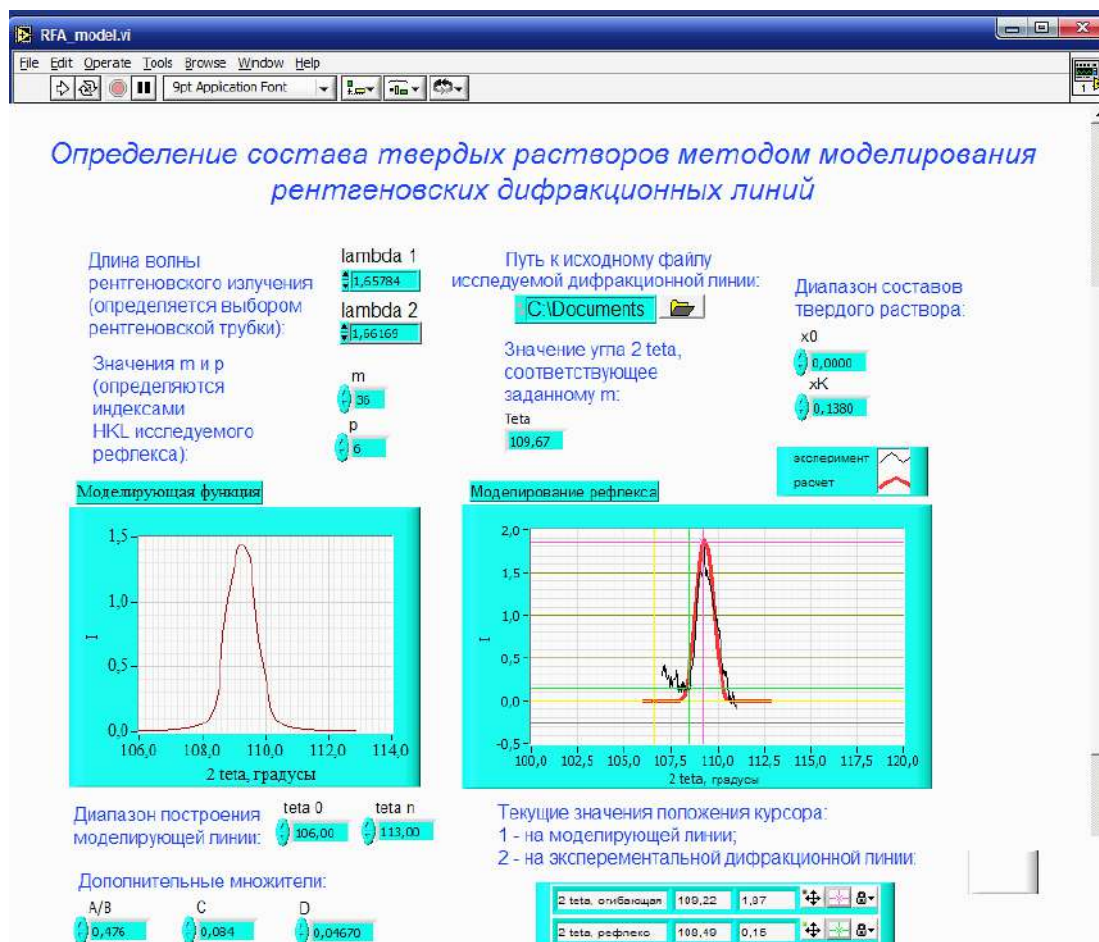 RFA_model.vi
File Edit Operate Tools Browse Window Help
9pt Application Font
1
Определение состава твердых растворов методом моделирования
рентгеновских дифракционных линий
Длина волны
рентгеновского излучения
(определяется выбором
рентгеновской трубки):
lambda 1
1,65784
lambda 2
1,66169
Значения m и p
(определяются
индексами
HKL исследуемого
рефлекса):
m
36
p
6
Путь к исходному файлу
исследуемой дифракционной линии:
C:\Documents
Значение угла 2 teta,
соответствующее
заданному m:
Teta
109,67
Диапазон составов
твердого раствора:
x0
0,0000
xK
0,1380
эксперимент
расчет
Моделирующая функция
1,5
1,0
0,5
0,0
I
106,0 108,0 110,0 112,0 114,0
2 teta, градусы
Моделирование рефлекса
2,0
1,5
1,0
0,5
0,0
-0,5
I
100,0 102,5 105,0 107,5 110,0 112,5 115,0 117,5 120,0
2 teta, градусы
Диапазон построения
моделирующей линии:
teta 0
106,00
teta n
113,00
Текущие значения положения курсора:
1 - на моделирующей линии;
2 - на эксперементальной дифракционной линии:
Дополнительные множители:
A/B
0,476
C
0,084
D
0,04670
2 teta, огибающая 109,22 1,87
2 teta, рефлекс 108,49 0,15